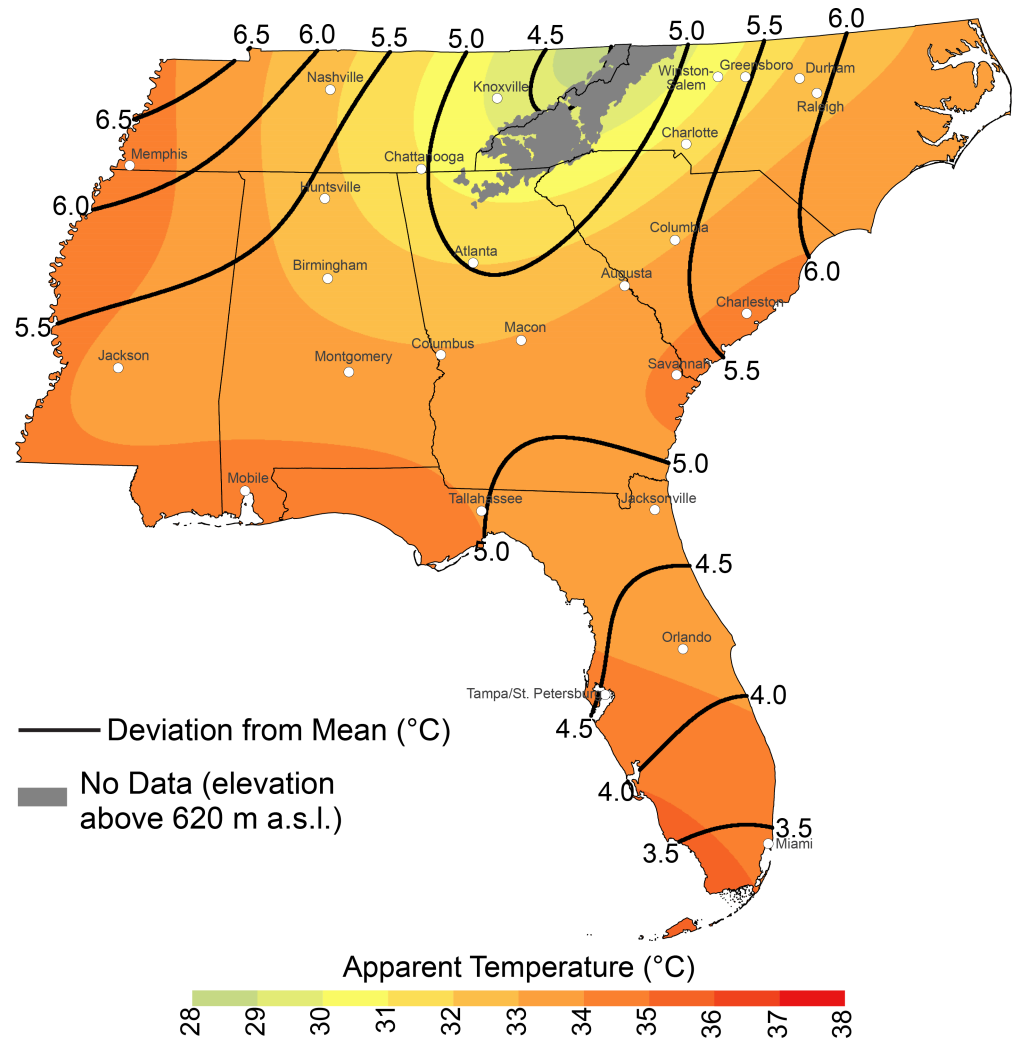 6.5 6.0 5.5 5.0 4.5 5.0 5.5 6.0
Nashville
Knoxville
Winston-
Salem
Greensboro
Durham
Raleigh
6.5
Memphis
Chattanooga
Charlotte
6.0
Huntsville
Columbia
Atlanta
Birmingham
Augusta
6.0
5.5
Charleston
Macon
Columbus
Jackson
Montgomery
Savannah
5.5
5.0
Mobile
Tallahassee
Jacksonville
5.0
4.5
Orlando
Tampa/St. Petersburg
4.0
4.5
Deviation from Mean (°C)
No Data (elevation
above 620 m a.s.l.)
4.0
3.5
Miami
3.5
Apparent Temperature (°C)
28 29 30 31 32 33 34 35 36 37 38